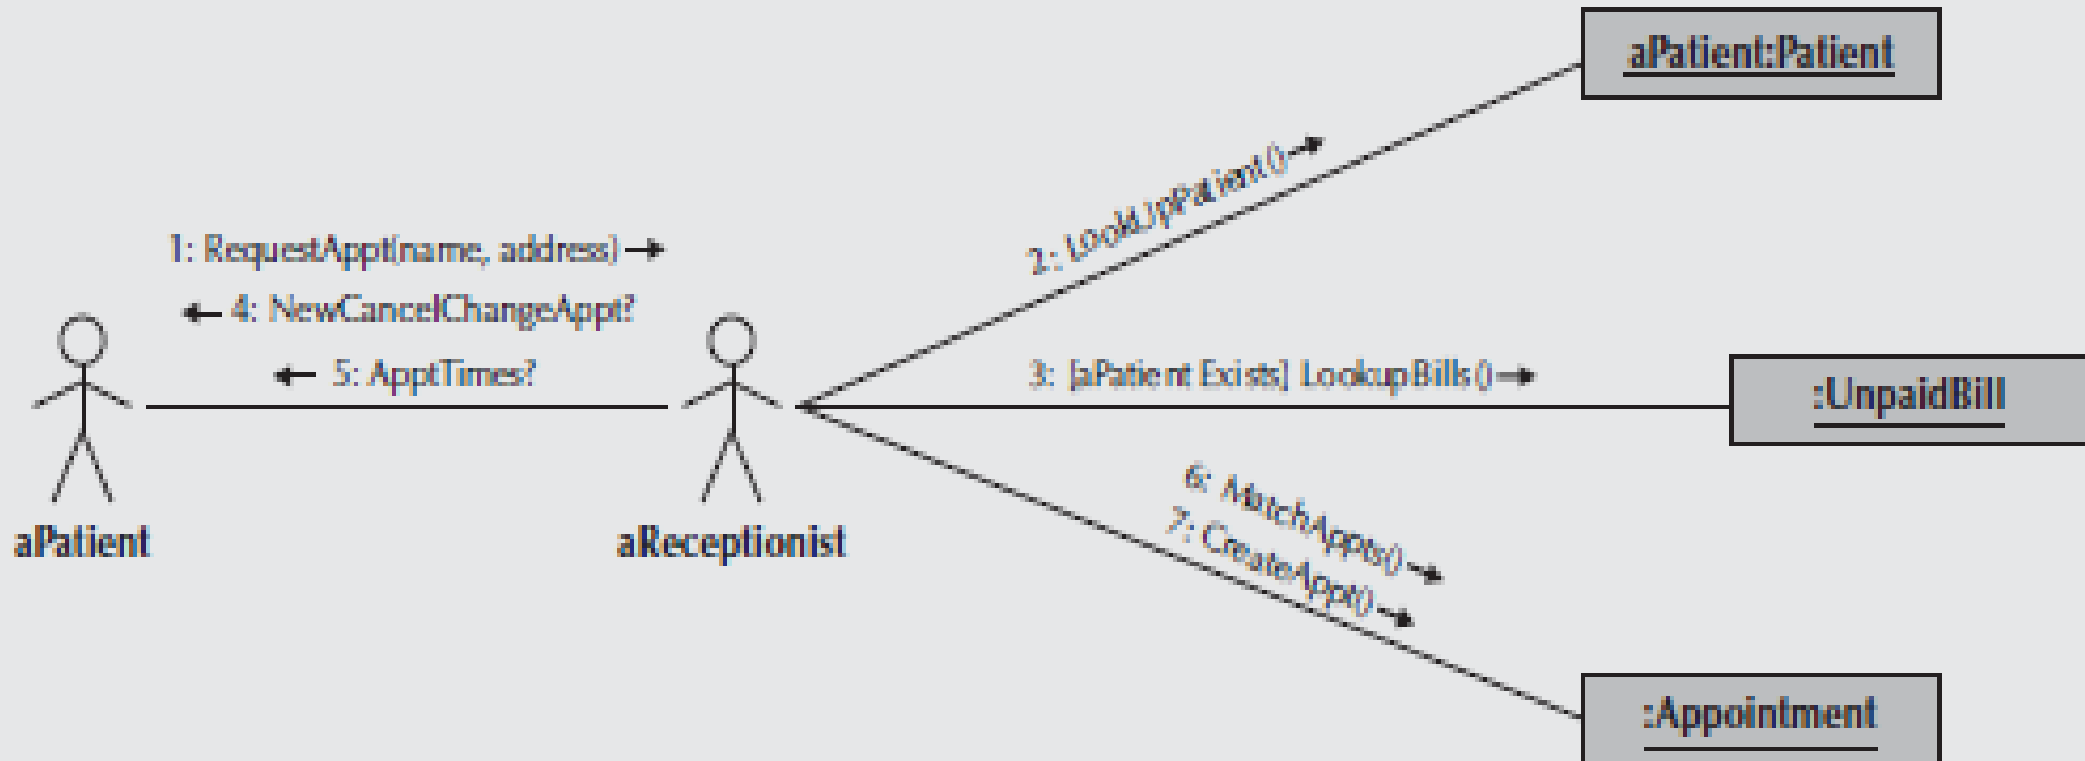 aPatient:Patient
2: LookUpPatient()
1: RequestAppt(name, address)
4: NewCancelChangeAppt?
5: ApptTimes?
3: [aPatient Exists] LookupBills()
:UnpaidBill
6: MatchAppts()
7: CreateAppt()
aPatient
aReceptionist
:Appointment